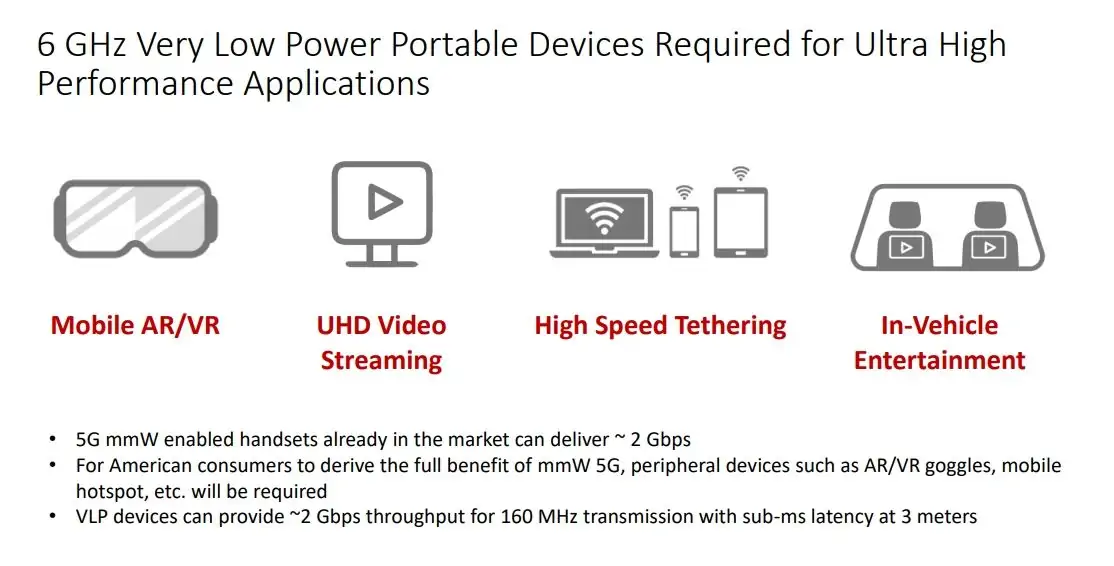 6 GHz Very Low Power Portable Devices Required for Ultra High
Performance Applications
Mobile AR/VR
UHD Video
Streaming
High Speed Tethering
In-Vehicle
Entertainment
• 5G mmW enabled handsets already in the market can deliver ~ 2 Gbps
• For American consumers to derive the full benefit of mmW 5G, peripheral devices such as AR/VR goggles, mobile
hotspot, etc. will be required
• VLP devices can provide ~2 Gbps throughput for 160 MHz transmission with sub-ms latency at 3 meters